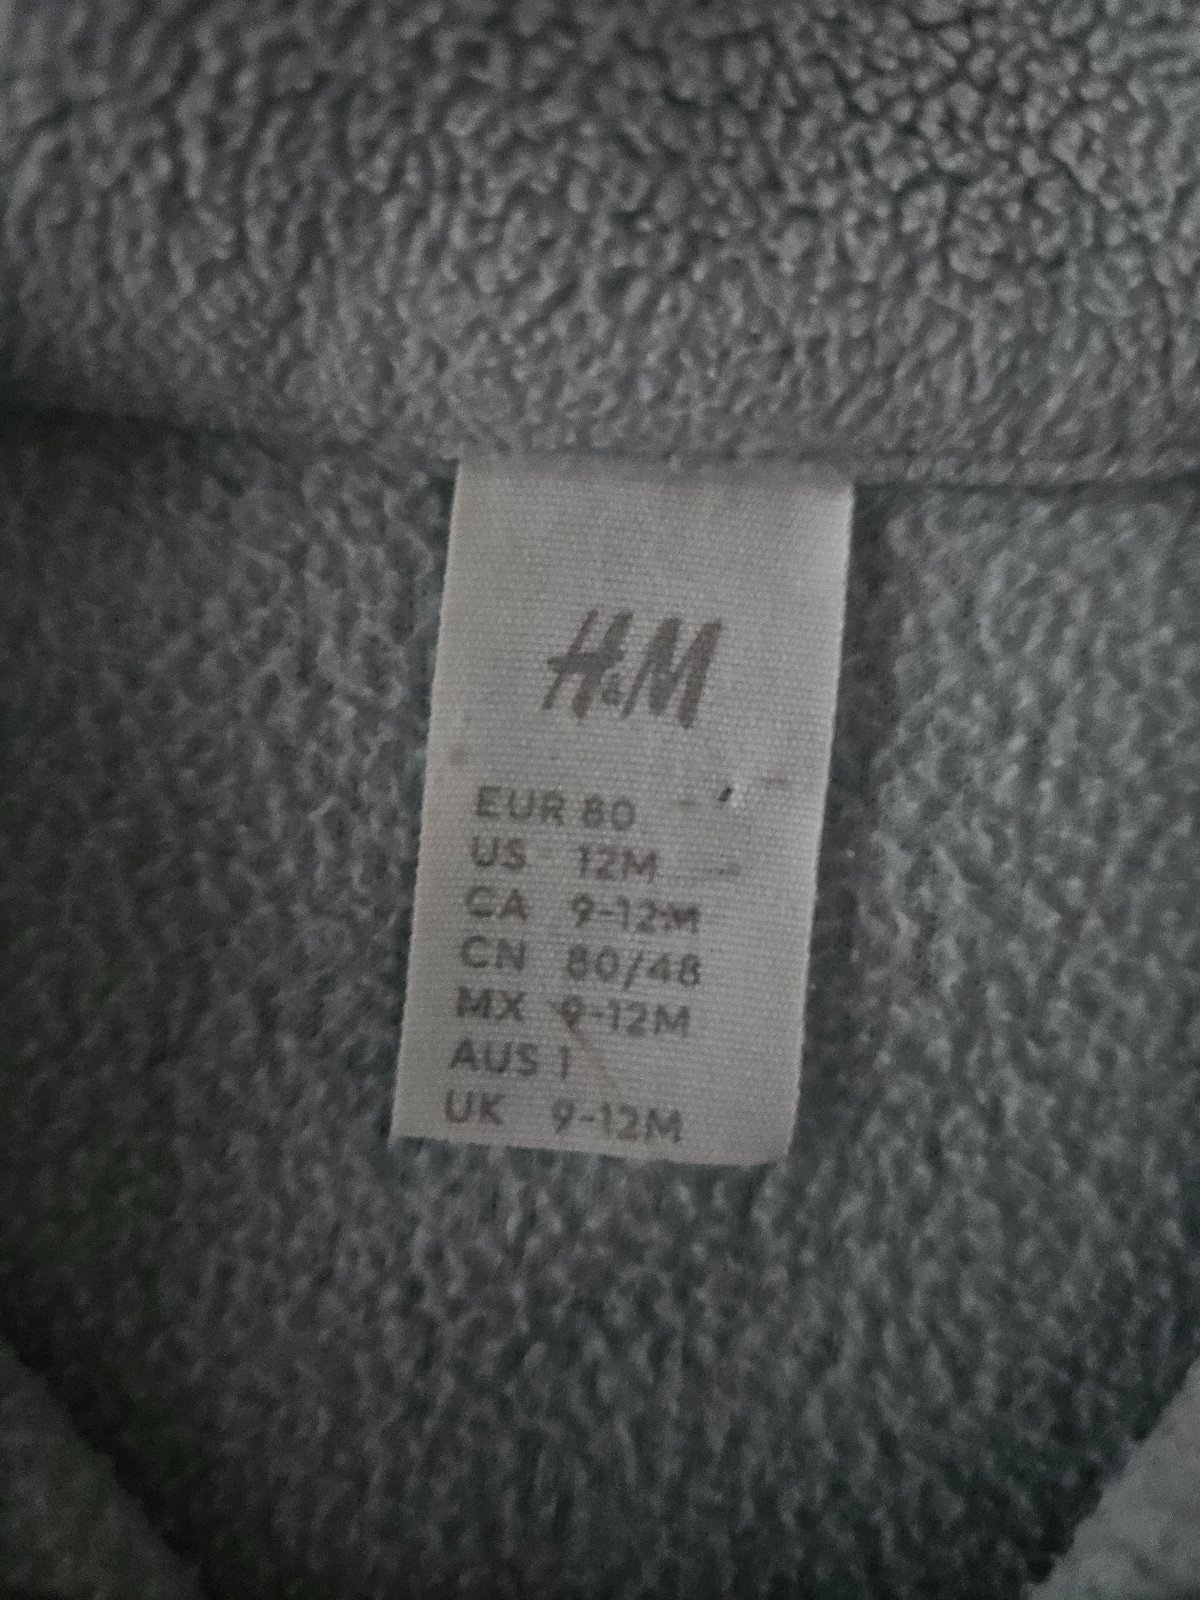 H&M
EUR 80
US 12M
CA 9-12M
CN 80/48
MX 9-12M
AUS 1
UK 9-12M